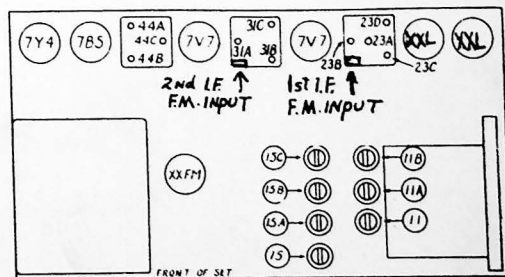 7Y4
7B5
44A
44C
44B
7V7
31C
31A
31B
7V7
23D
23A
23B
23C
XXL
XXL
2nd I.F.
F.M. INPUT
1st I.F.
F.M. INPUT
XXFM
15C
11B
15B
11A
15A
11
15
FRONT OF SET